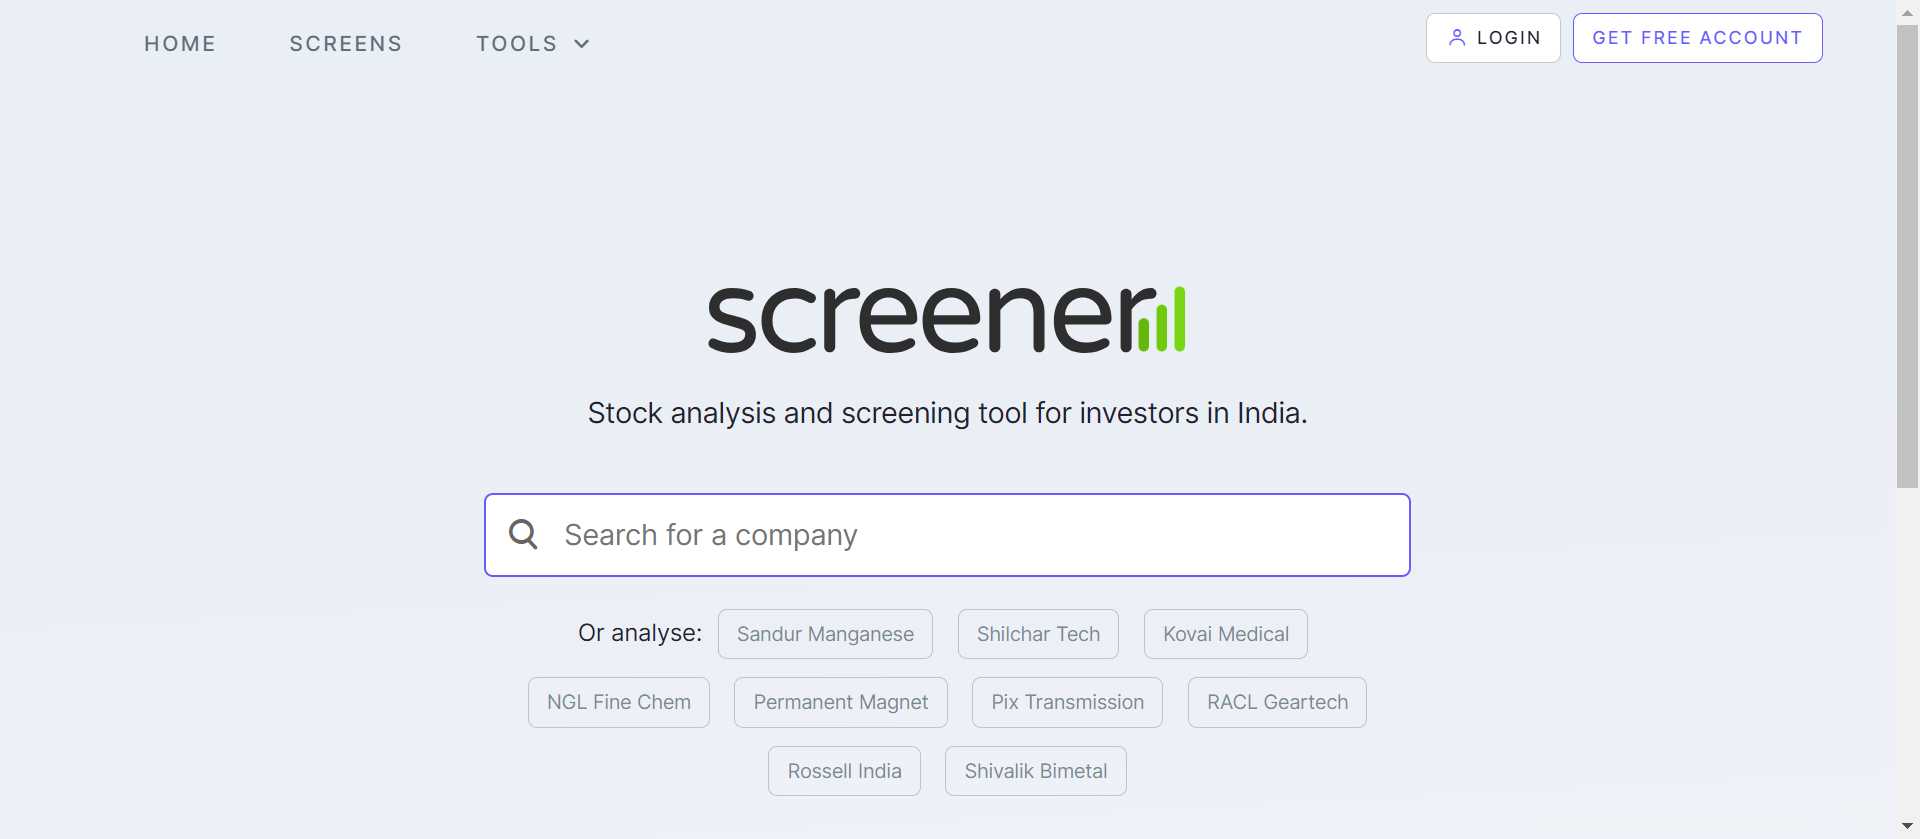 HOME SCREENS TOOLS LOGIN GET FREE ACCOUNT
screener
Stock analysis and screening tool for investors in India.
Search for a company
Or analyse: Sandur Manganese Shilchar Tech Kovai Medical
NGL Fine Chem Permanent Magnet Pix Transmission RACL Geartech
Rossell India Shivalik Bimetal